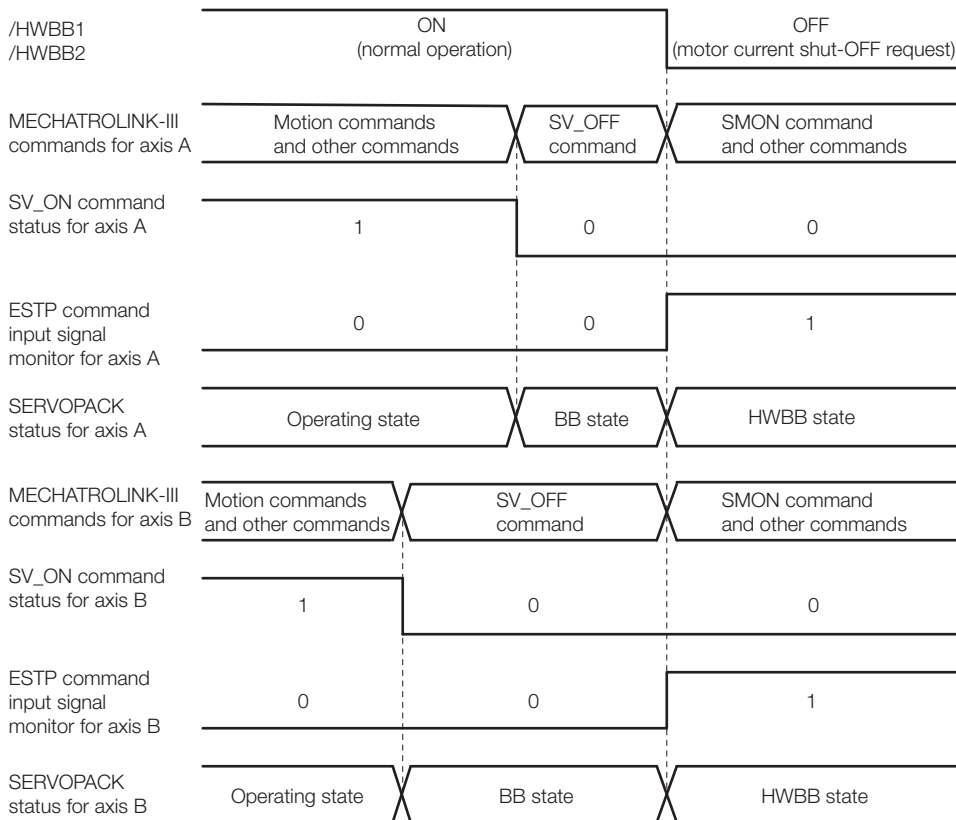 /HWBB1
/HWBB2
ON
(normal operation)
OFF
(motor current shut-OFF request)
MECHATROLINK-III
commands for axis A
Motion commands
and other commands
SV_OFF
command
SMON command
and other commands
SV_ON command
status for axis A
1
0
0
ESTP command
input signal
monitor for axis A
0
0
1
SERVOPACK
status for axis A
Operating state
BB state
HWBB state
MECHATROLINK-III
commands for axis B
Motion commands
and other commands
SV_OFF
command
SMON command
and other commands
SV_ON command
status for axis B
1
0
0
ESTP command
input signal
monitor for axis B
0
0
1
SERVOPACK
status for axis B
Operating state
BB state
HWBB state